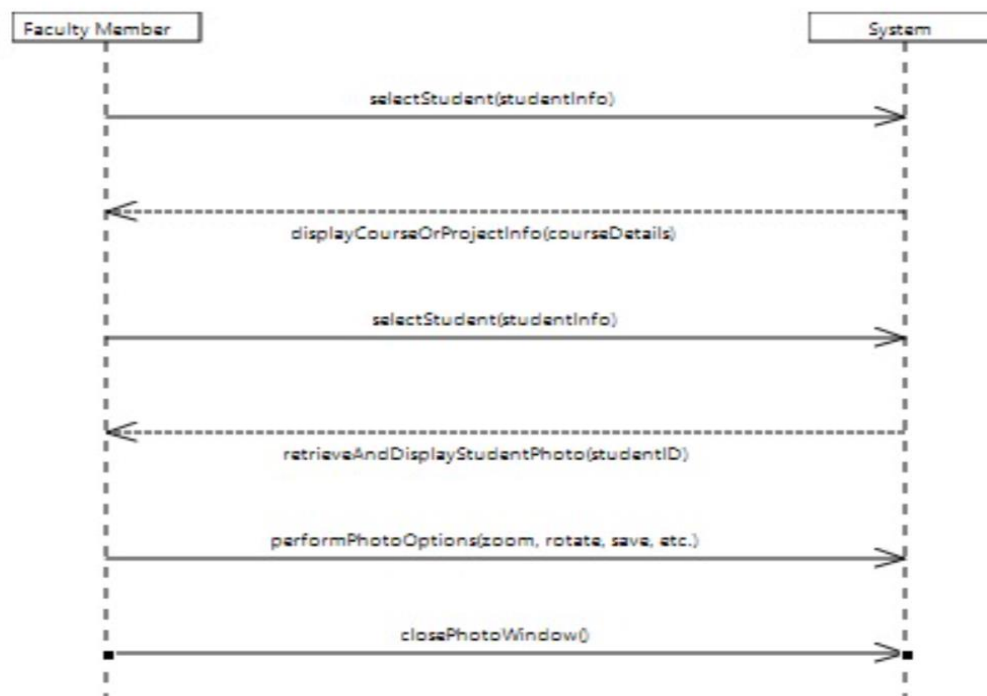 Faculty Member
System
selectStudent(studentInfo)
displayCourseOrProjectInfo(courseDetails)
selectStudent(studentInfo)
retrieveAndDisplayStudentPhoto(studentID)
performPhotoOptions(zoom, rotate, save, etc.)
closePhotoWindow()